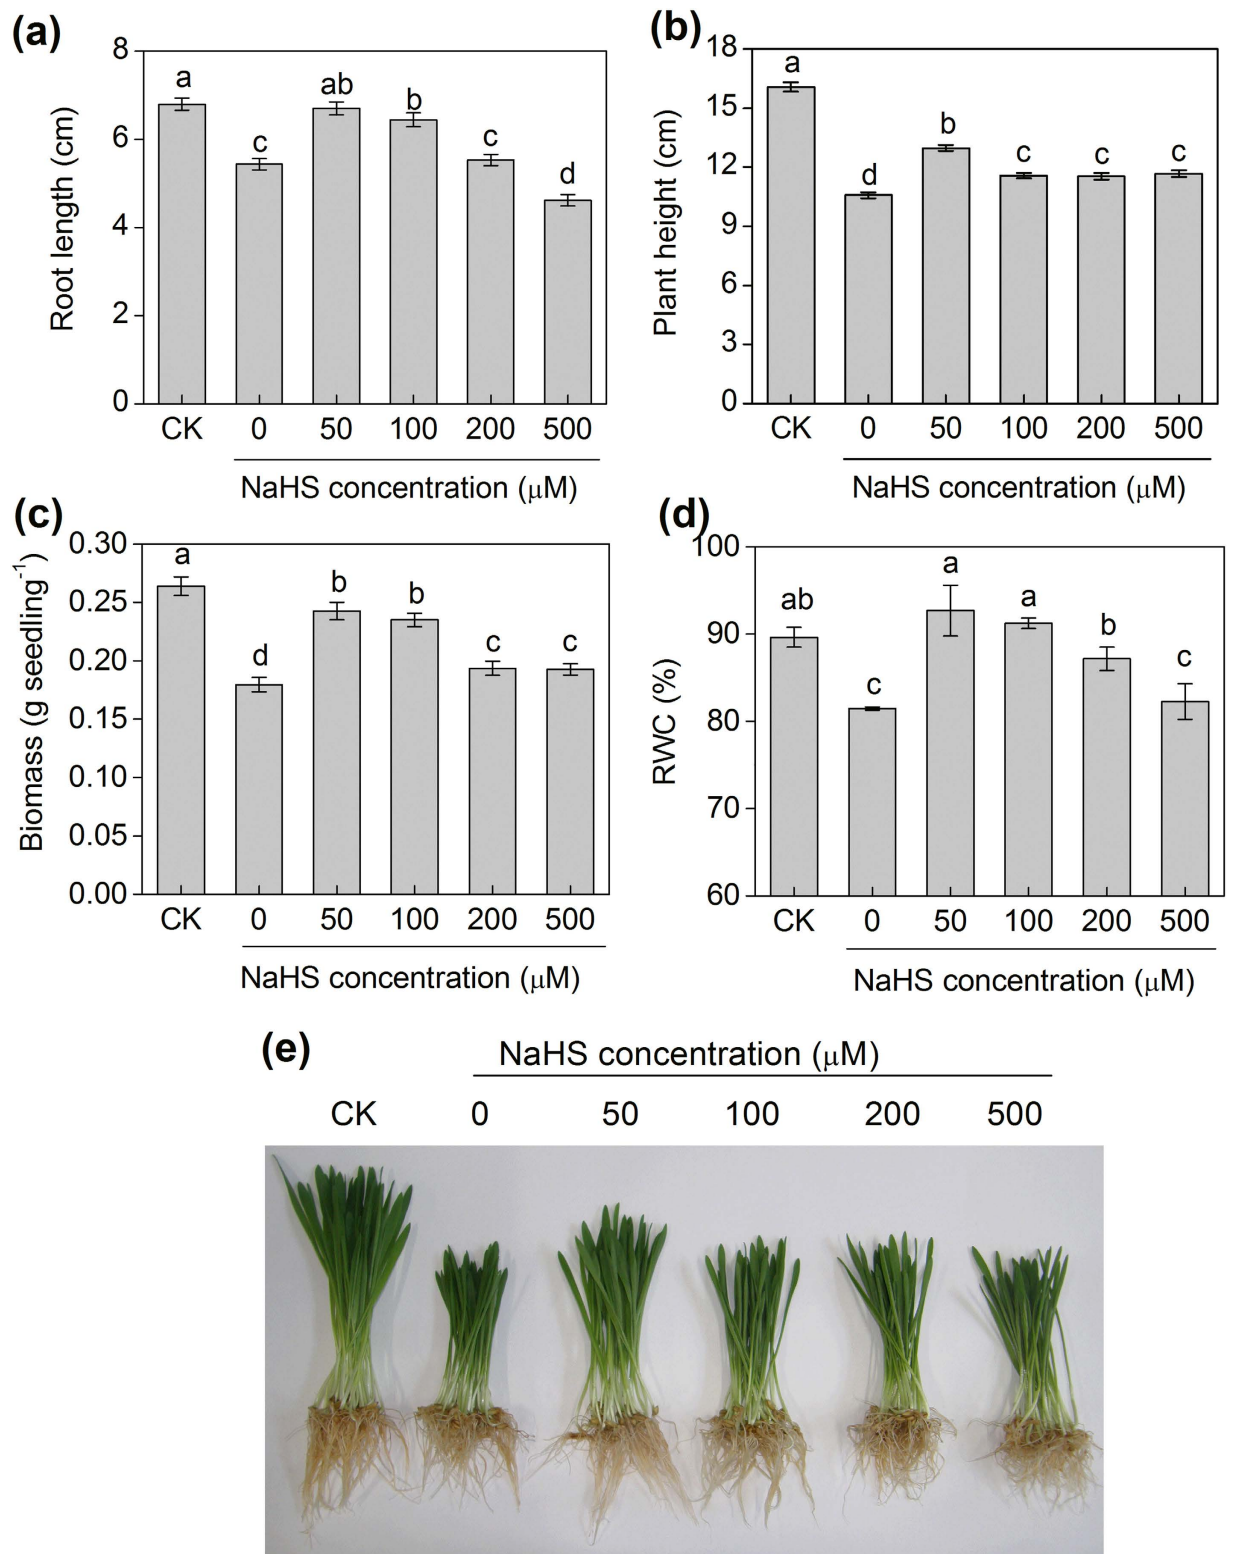 (a)
Root length (cm)
8
6
4
2
0
a
c
ab
b
c
d
CK 0 50 100 200 500
NaHS concentration (μM)
(b)
Plant height (cm)
18
15
12
9
6
3
0
a
d
b
c
c
c
CK 0 50 100 200 500
NaHS concentration (μM)
(c)
Biomass (g seedling⁻¹)
0.30
0.25
0.20
0.15
0.10
0.05
0.00
a
d
b
b
c
c
CK 0 50 100 200 500
NaHS concentration (μM)
(d)
RWC (%)
100
90
80
70
60
ab
c
a
a
b
c
CK 0 50 100 200 500
NaHS concentration (μM)
(e)
NaHS concentration (μM)
CK 0 50 100 200 500